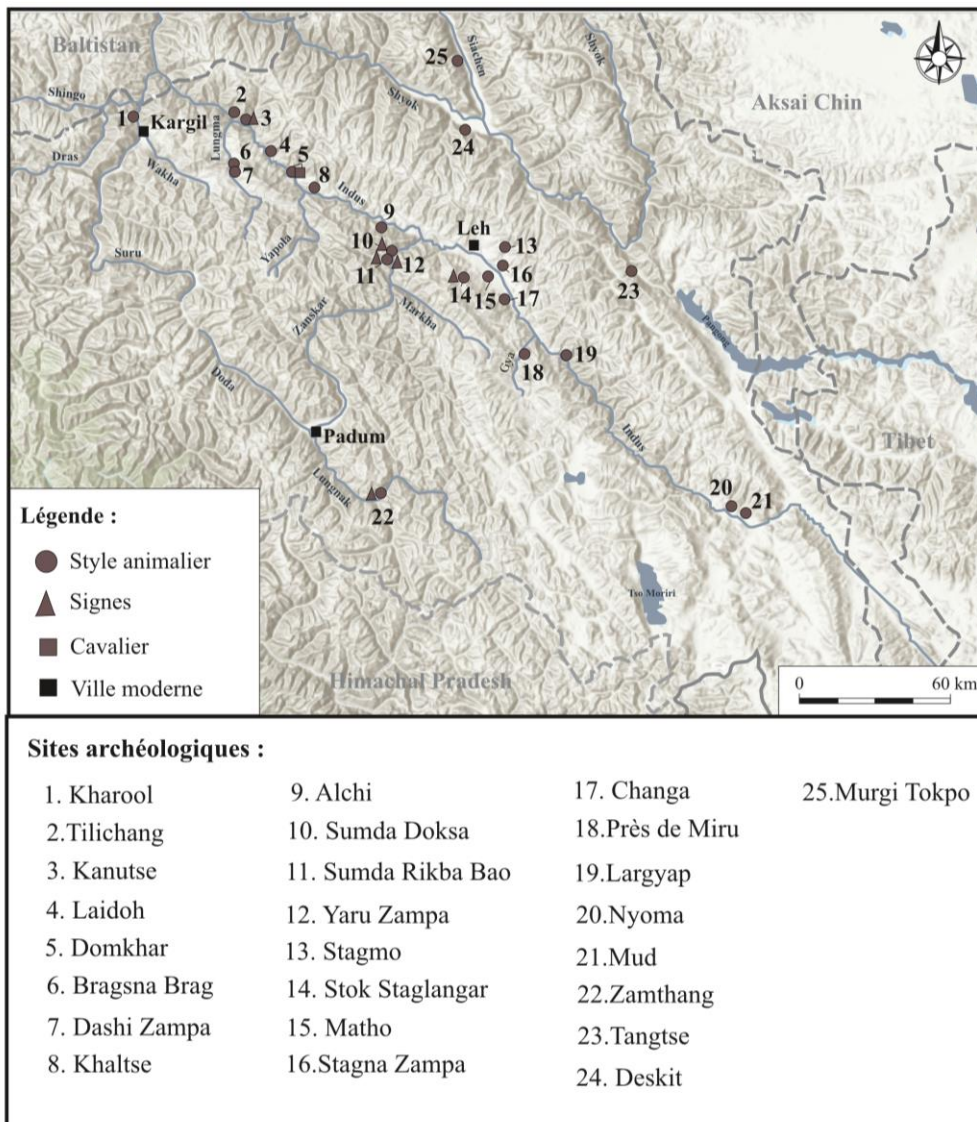 Baltistan
Shingo
1
Kargil
Dras
Wakha
Suru
2
3
Lungma
4
5
6
7
8
Yapola
Indus
9
10
11
12
Zanskar
Markha
Doda
Padum
Lungnak
22
25
Siachen
Shyok
Shyok
24
Aksai Chin
Leh
13
14
15
16
17
Gya
18
19
23
Pangong
Indus
Tibet
20
21
Tso Moriri
Himachal Pradesh
0 60 km
Légende :
Style animalier
Signes
Cavalier
Ville moderne
Sites archéologiques :
1. Kharool
2.Tilichang
3. Kanutse
4. Laidoh
5. Domkhar
6. Bragsna Brag
7. Dashi Zampa
8. Khaltse
9. Alchi
10. Sumda Doksa
11. Sumda Rikba Bao
12. Yaru Zampa
13. Stagmo
14. Stok Staglangar
15. Matho
16.Stagna Zampa
17. Changa
18.Près de Miru
19.Largyap
20.Nyoma
21.Mud
22.Zamthang
23.Tangtse
24. Deskit
25.Murgi Tokpo